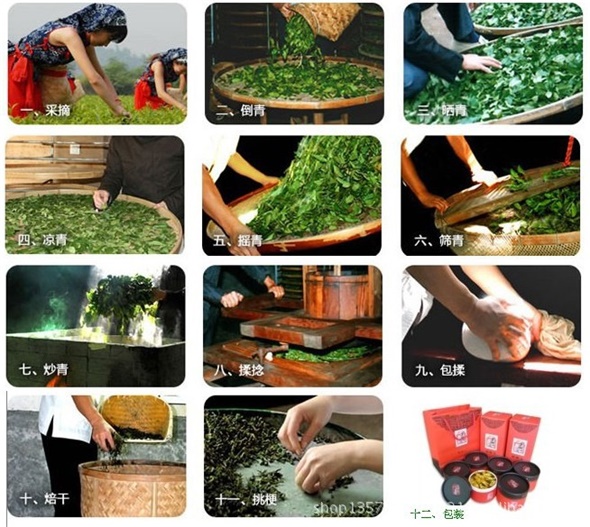 一、采摘
二、倒青
三、晒青
四、凉青
五、摇青
六、筛青
七、炒青
八、揉捻
九、包揉
十、焙干
十一、挑梗
shop1357
十二、包装